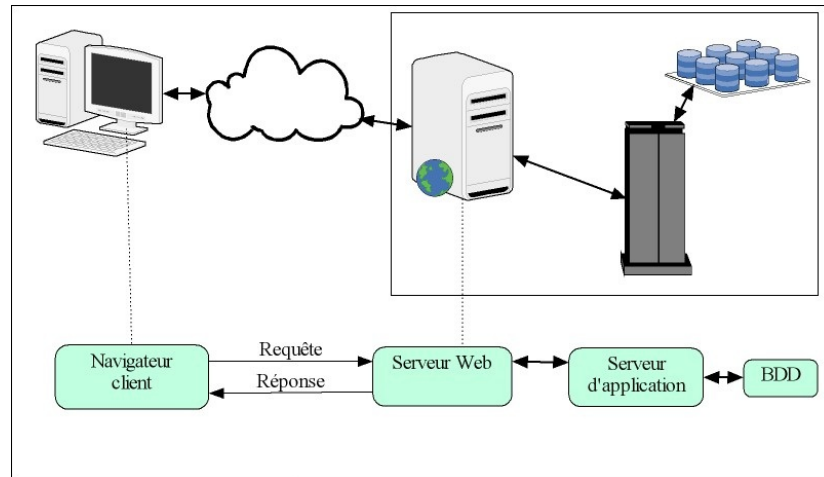 Navigateur
client
Requête
Réponse
Serveur Web
Serveur
d'application
BDD